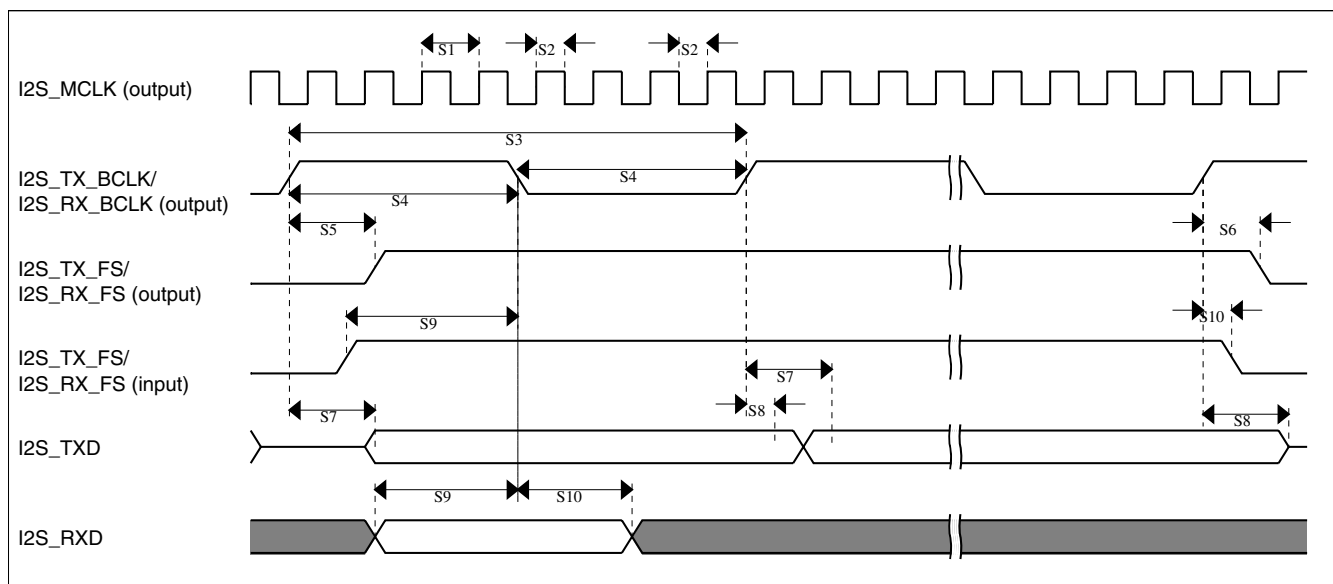 S1 S2 S2
I2S_MCLK (output)
S3
I2S_TX_BCLK/
I2S_RX_BCLK (output)
S4
S4
S5
S6
I2S_TX_FS/
I2S_RX_FS (output)
S9
S10
I2S_TX_FS/
I2S_RX_FS (input)
S7
S7
S8
S8
I2S_TXD
S9 S10
I2S_RXD